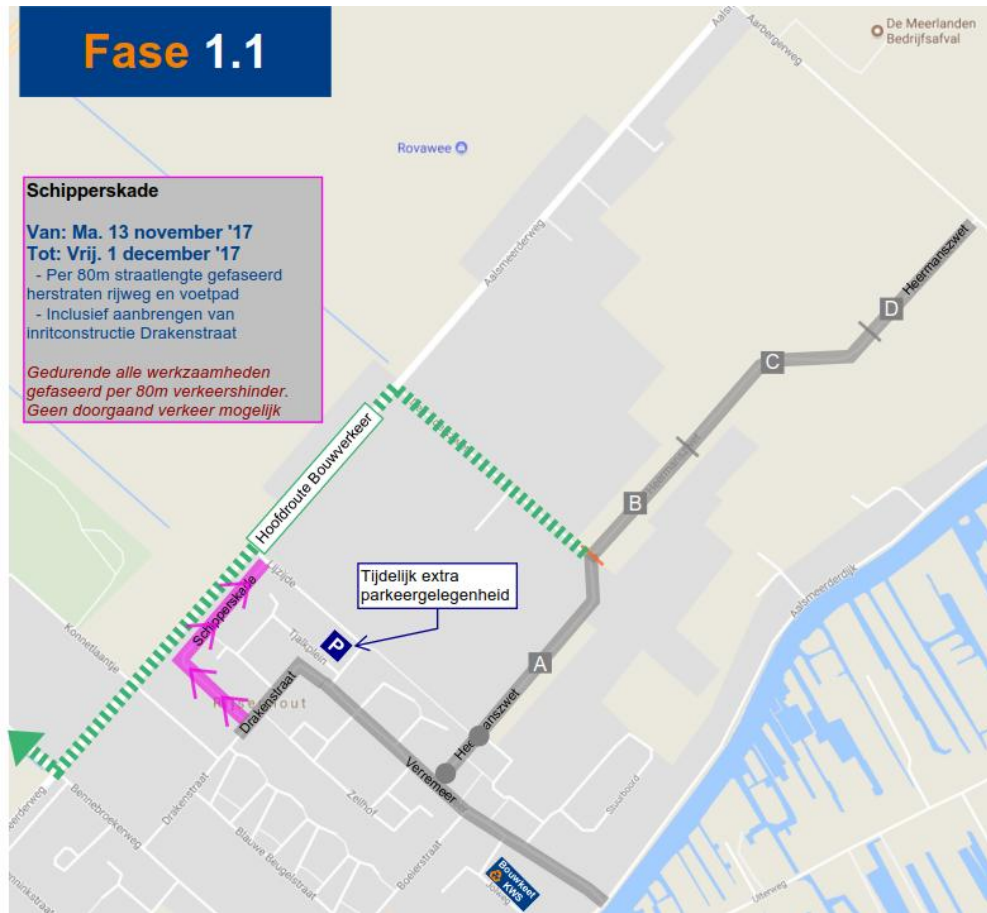 Fase 1.1
De Meerlanden
Bedrijfsafval
Aarbergerweg
Rovawee
Schipperskade
Van: Ma. 13 november '17
Tot: Vrij. 1 december '17
- Per 80m straatlengte gefaseerd
herstraten rijweg en voetpad
- Inclusief aanbrengen van
inritconstructie Drakenstraat
Gedurende alle werkzaamheden
gefaseerd per 80m verkeershinder.
Geen doorgaand verkeer mogelijk
Aalsmeerderweg
Heermanszwet
D
C
Hoofdroute Bouwverkeer
B
Heermanszwet
Tijdelijk extra
parkeergelegenheid
Aalsmeerderdijk
Schipperskade
Konnetlaantje
Tjalkplein
P
A
Drakenstraat
Verremeer
Stuurboord
Zeilhof
Bennebroekerweg
Drakenstraat
Blauwe Beugelstraat
Boeierstraat
Bouwkeet
KWS
Jolweg
Uiterweg